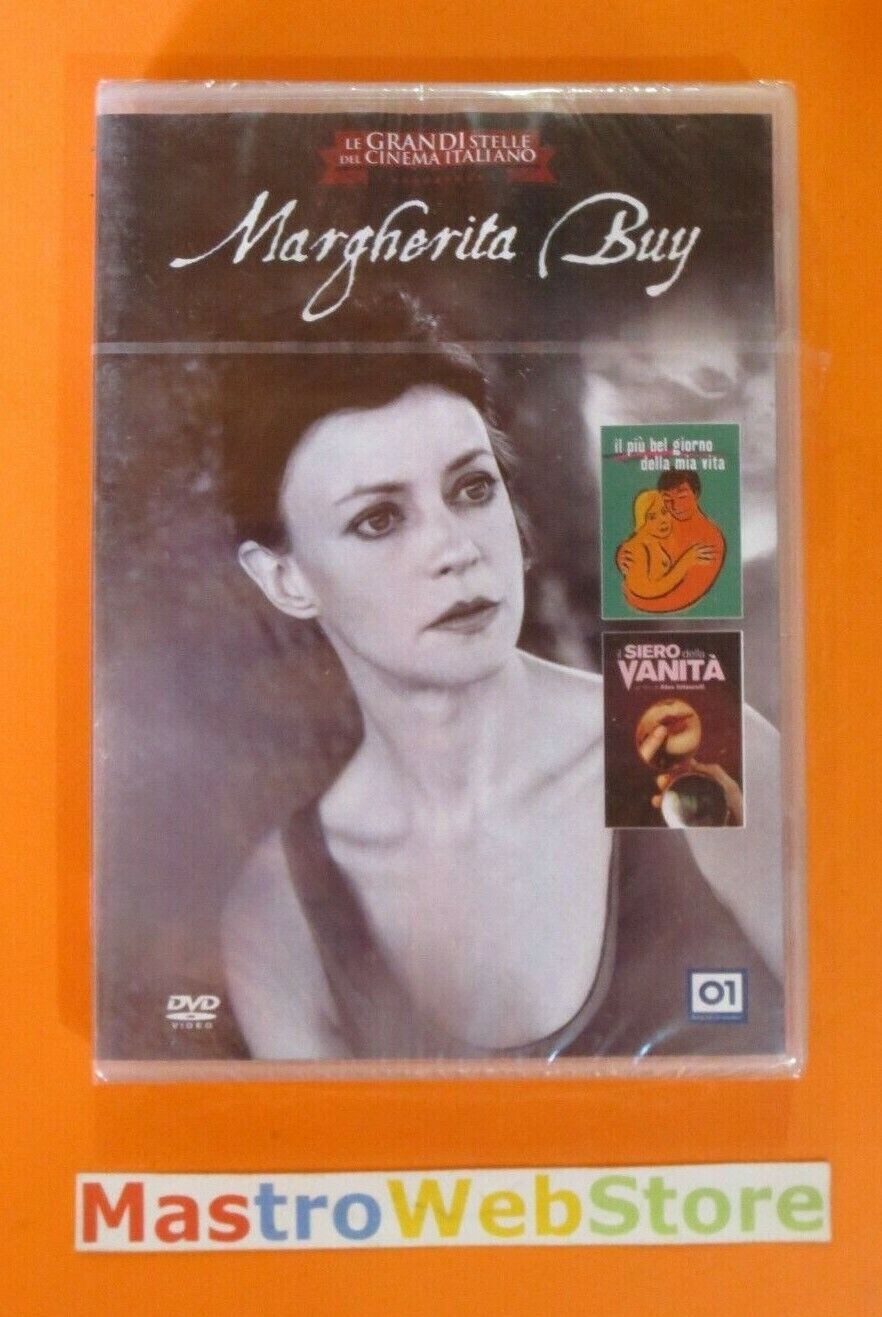 LE GRANDI STELLE
DEL CINEMA ITALIANO
Margherita Buy
il più bel giorno
della mia vita
il SIERO della
VANITÀ
DVD
VIDEO
01
MastroWebStore